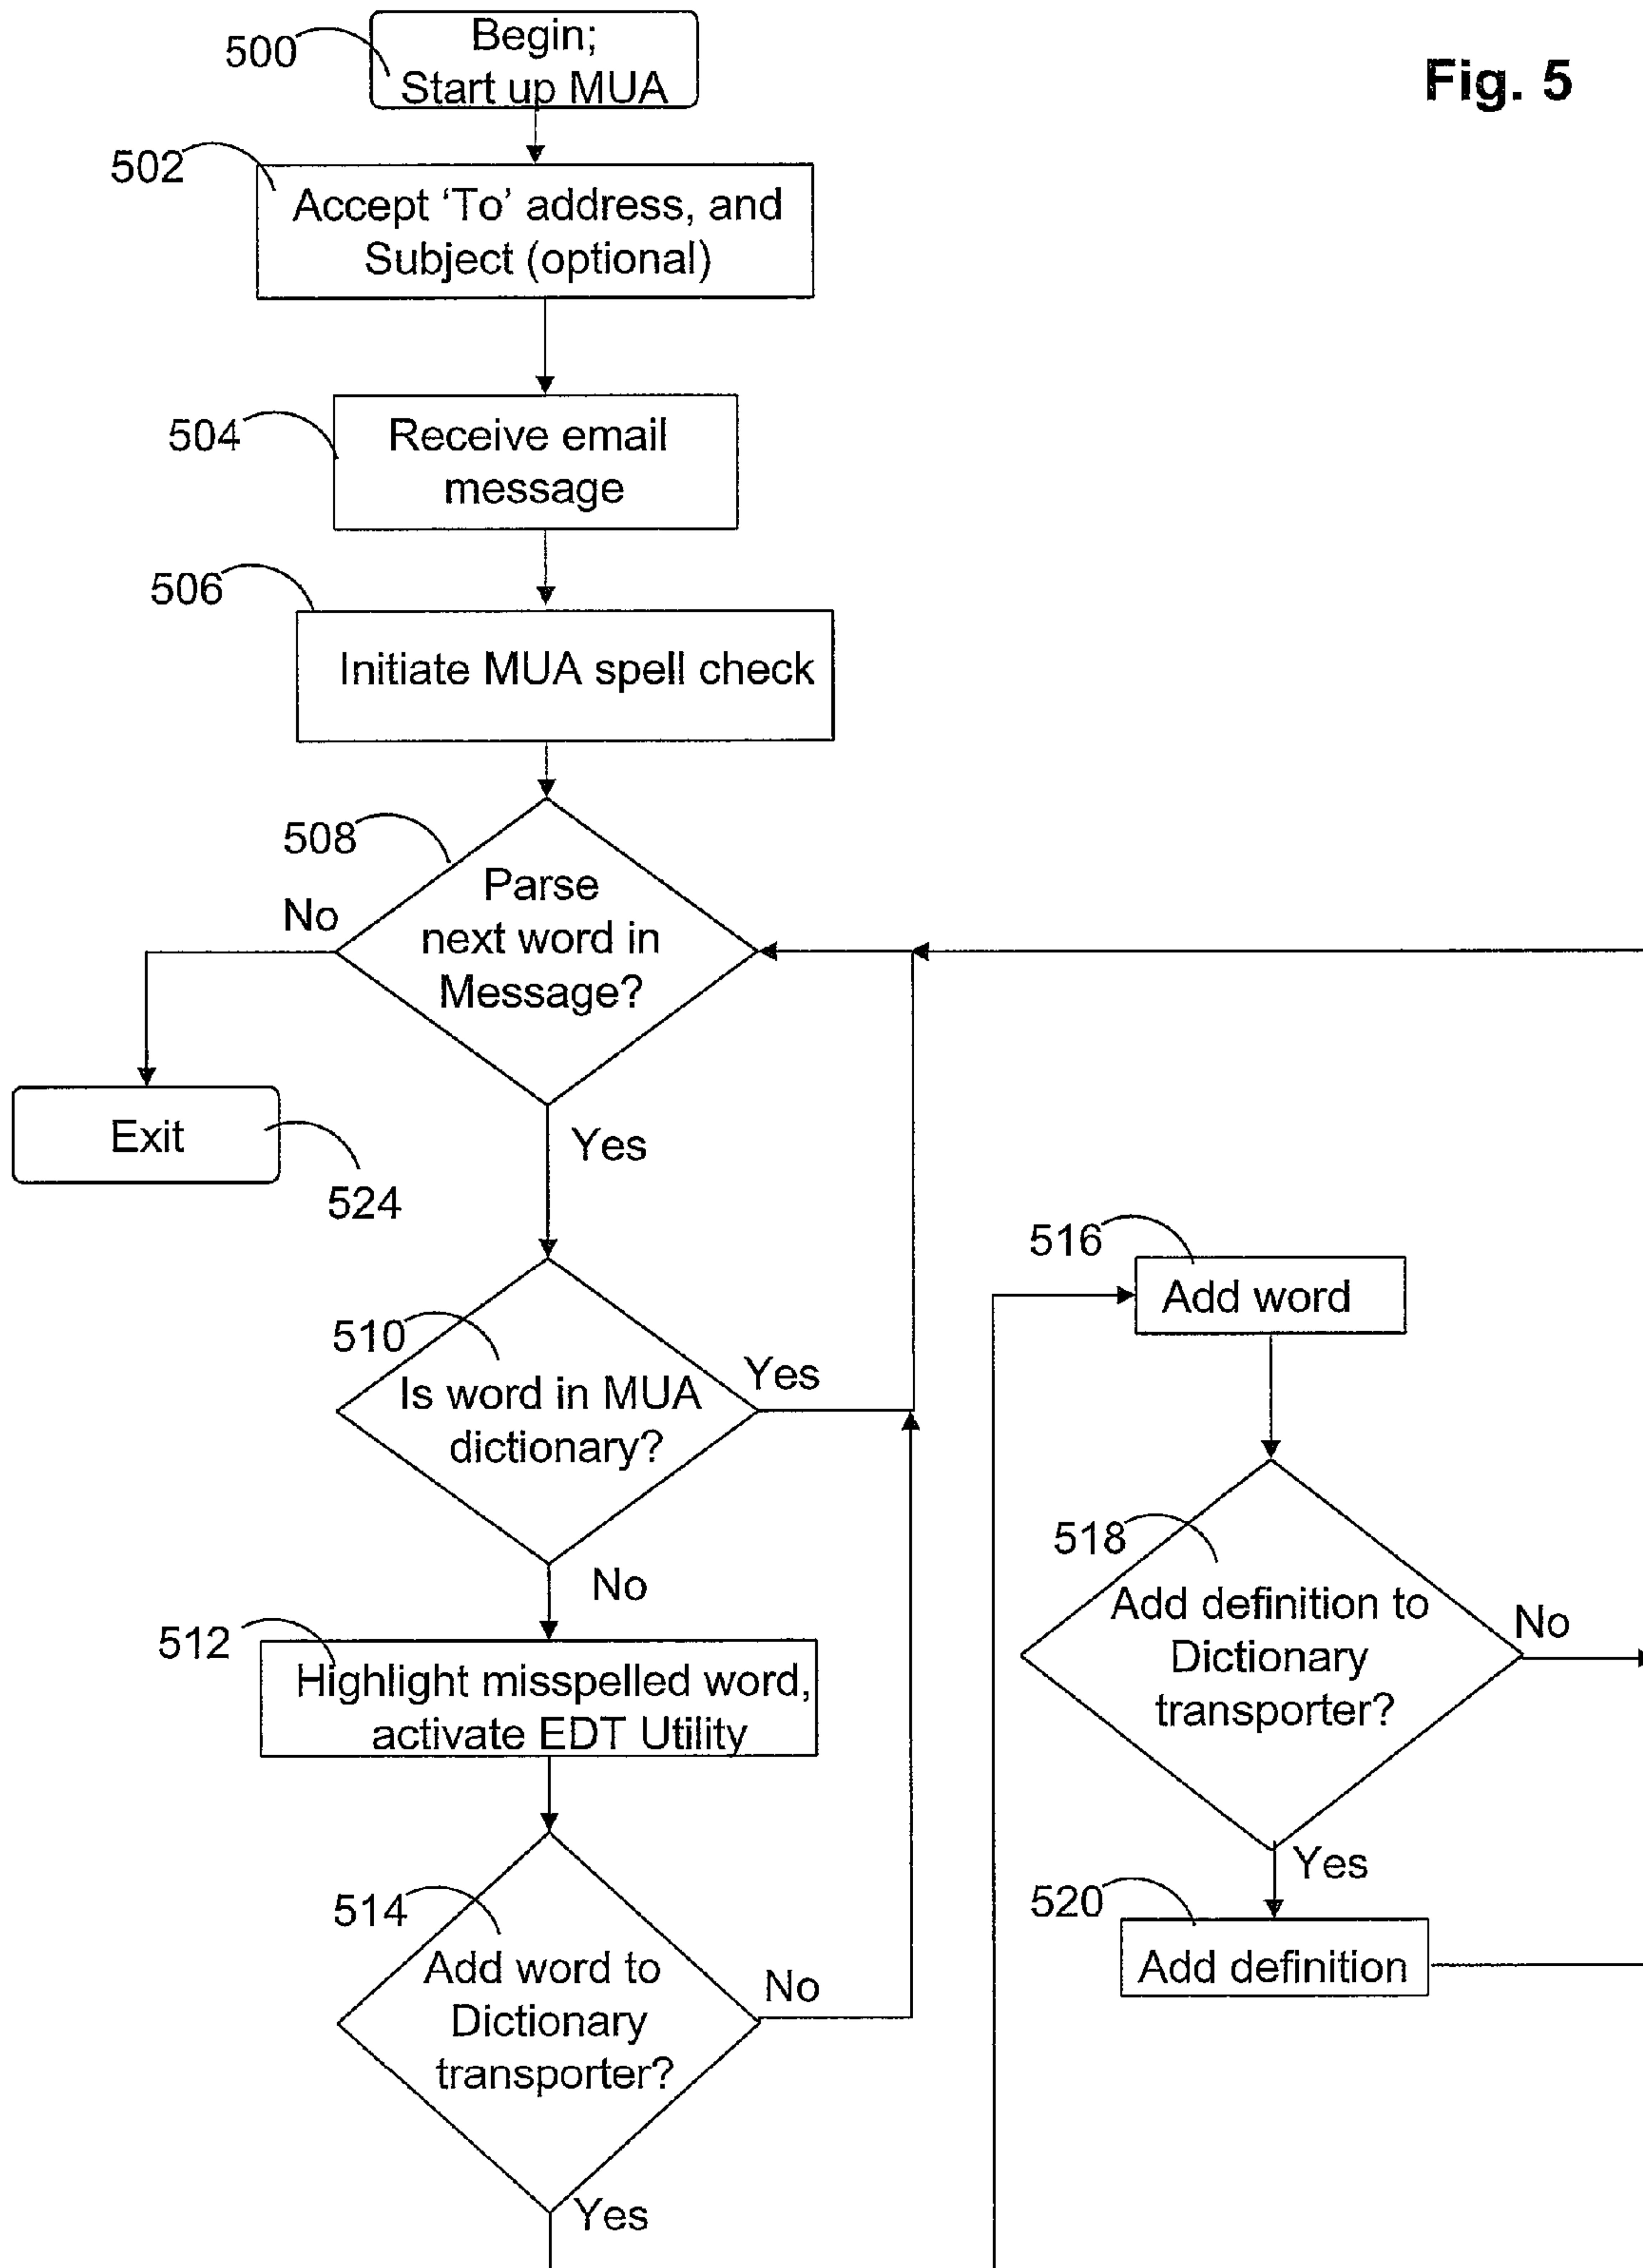 Fig. 5
500
Begin;
Start up MUA
502
Accept ‘To’ address, and
Subject (optional)
504
Receive email
message
506
Initiate MUA spell check
508
Parse
next word in
Message?
No
Yes
Exit
524
510
Is word in MUA
dictionary?
Yes
No
512
Highlight misspelled word,
activate EDT Utility
514
Add word to
Dictionary
transporter?
No
Yes
516
Add word
518
Add definition to
Dictionary
transporter?
No
Yes
520
Add definition